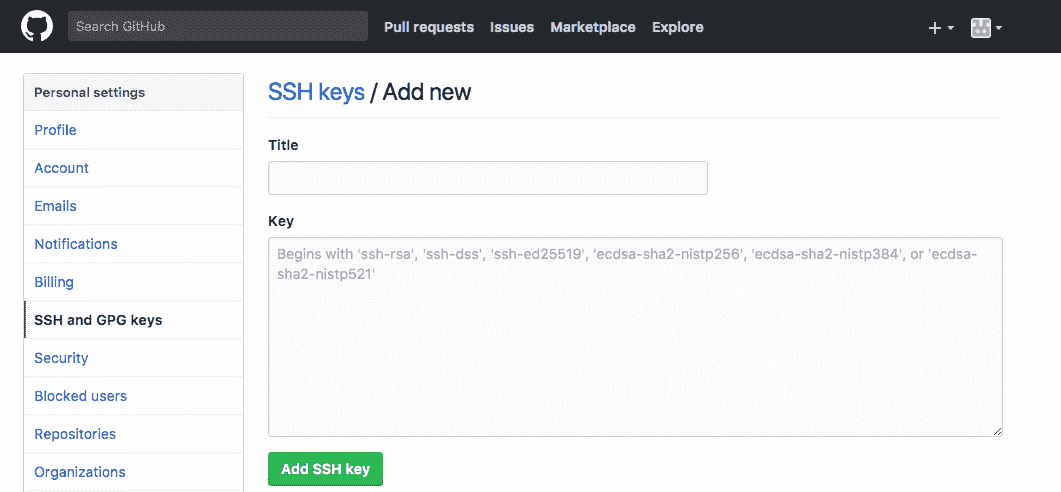 Search GitHub
Pull requests Issues Marketplace Explore
Personal settings
Profile
Account
Emails
Notifications
Billing
SSH and GPG keys
Security
Blocked users
Repositories
Organizations
SSH keys / Add new
Title
Key
Begins with 'ssh-rsa', 'ssh-dss', 'ssh-ed25519', 'ecdsa-sha2-nistp256', 'ecdsa-sha2-nistp384', or 'ecdsa-
sha2-nistp521'
Add SSH key